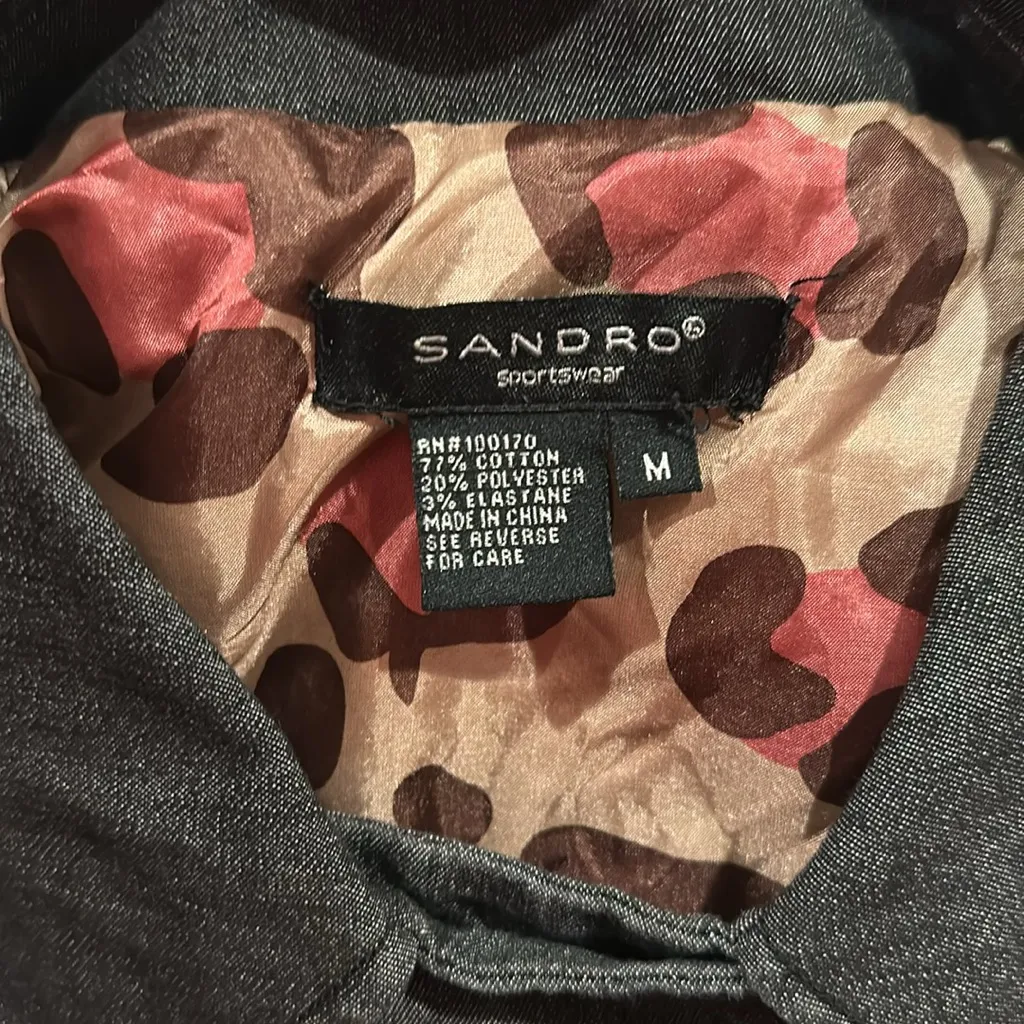 SANDRO®
sportswear
RN#100170
77% COTTON
20% POLYESTER
3% ELASTANE
MADE IN CHINA
SEE REVERSE
FOR CARE
M